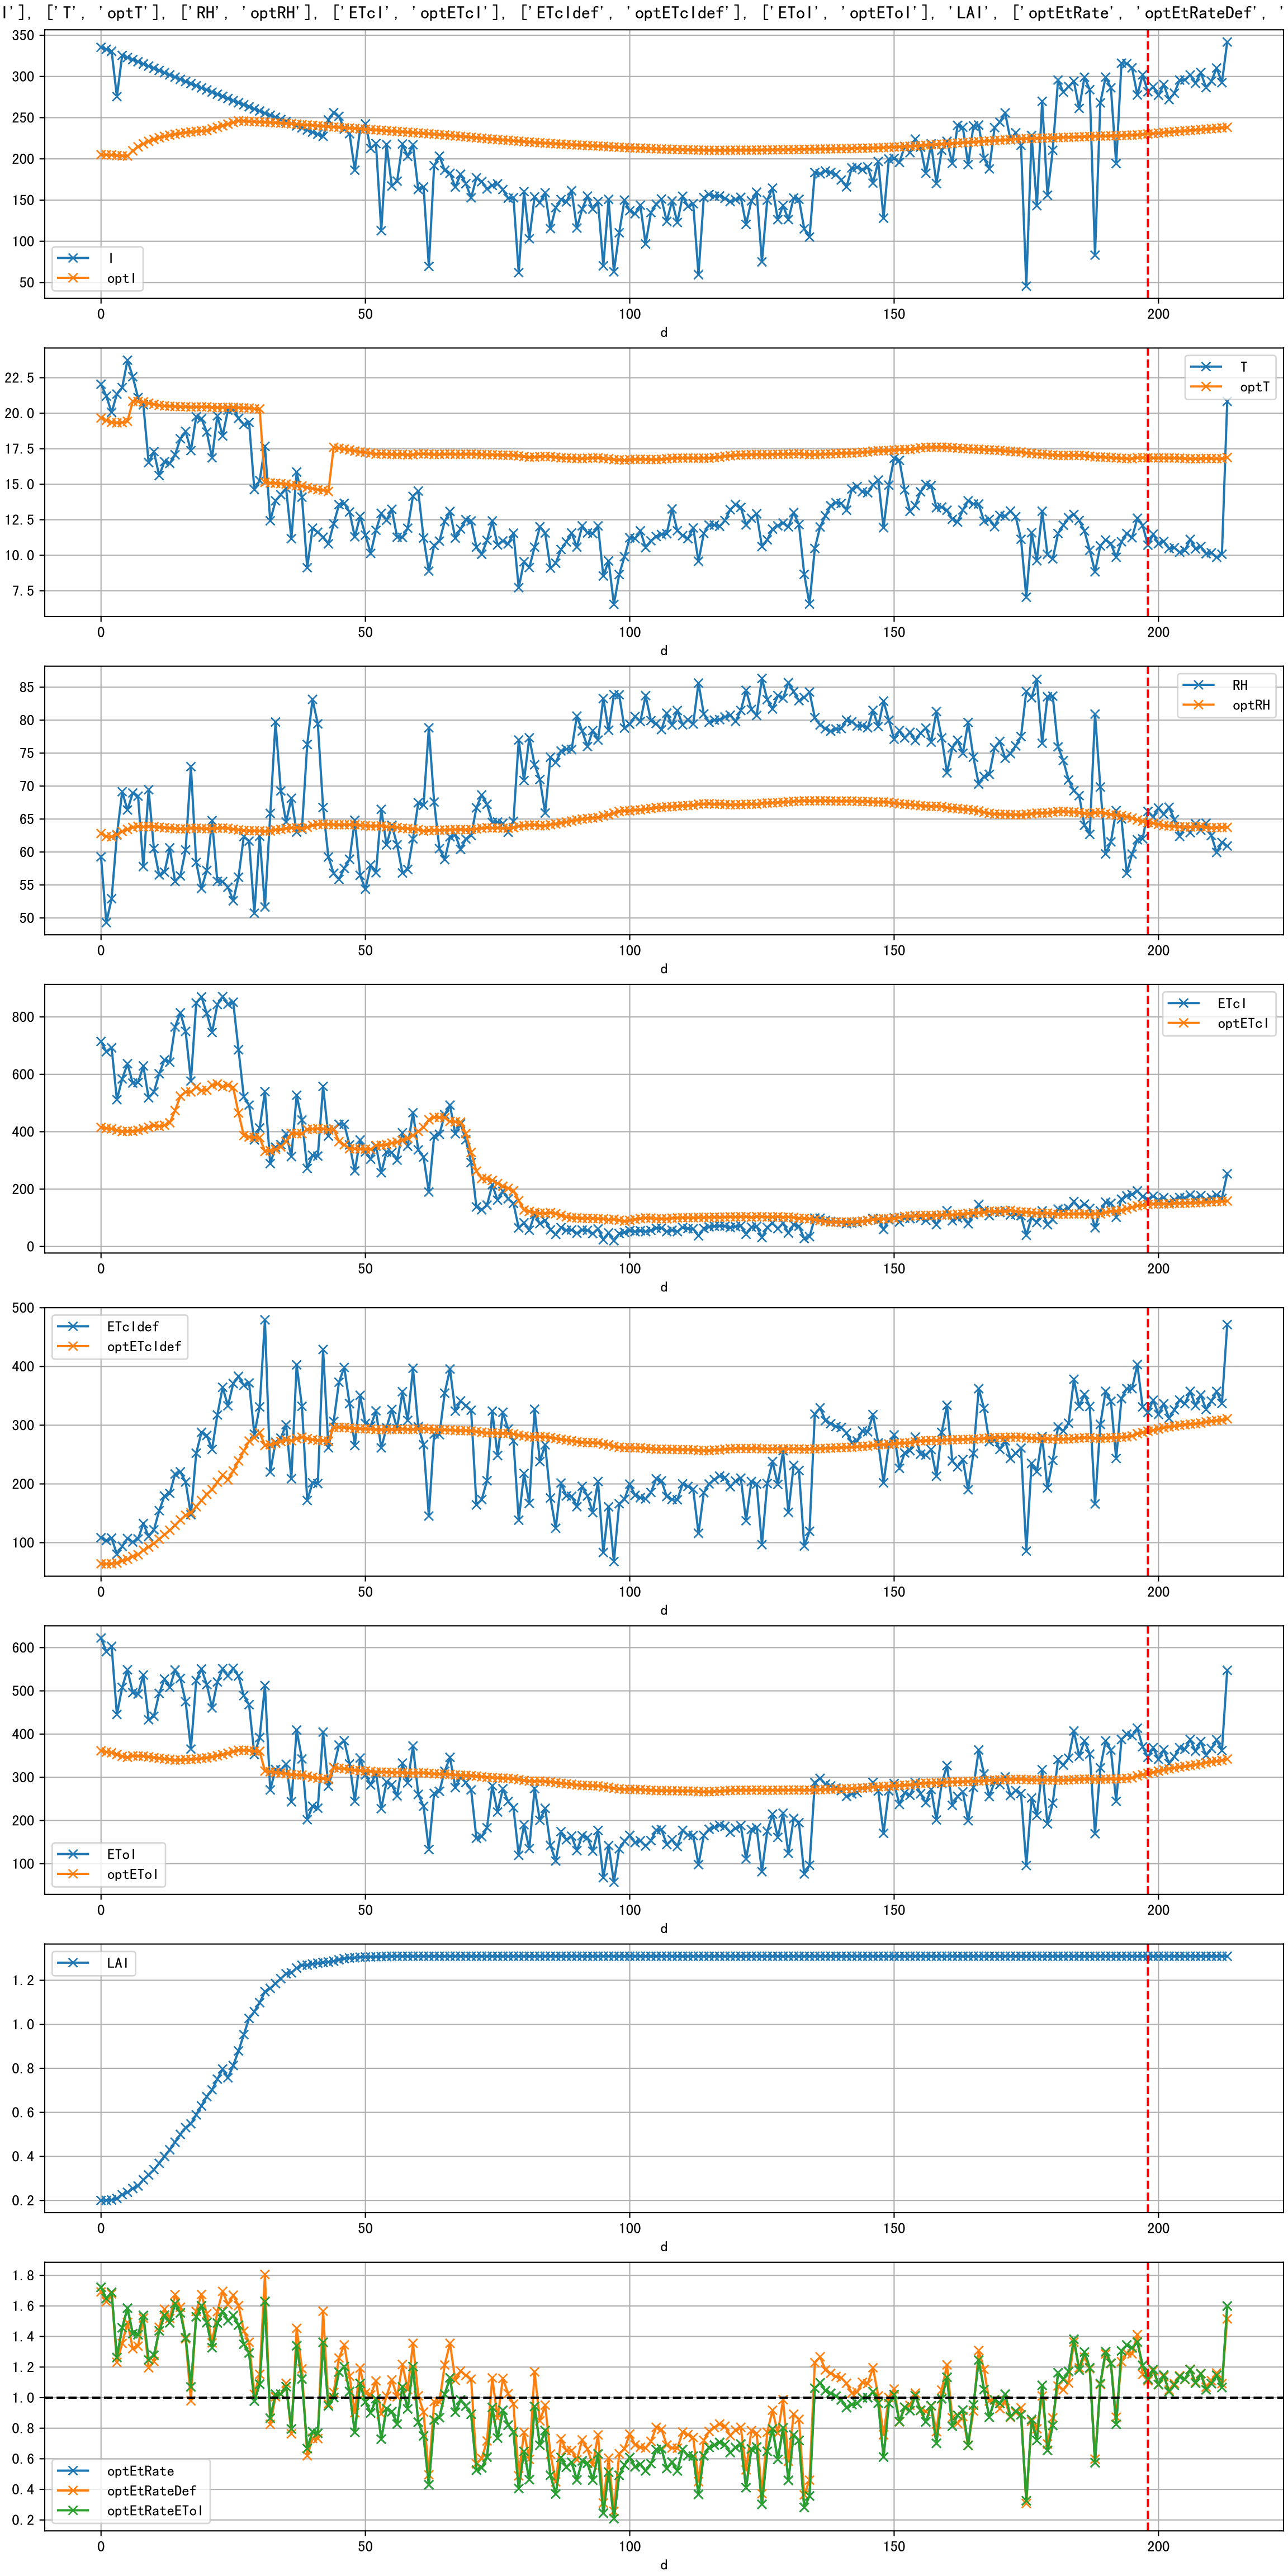 I'], ['T', 'optT'], ['RH', 'optRH'], ['ETcI', 'optETcI'], ['ETcIdef', 'optETcIdef'], ['EToI', 'optEToI'], 'LAI', ['optEtRate', 'optEtRateDef', '
350
300
250
200
150
100
50
I
optI
0 50 100 150 200
d
22.5
20.0
17.5
15.0
12.5
10.0
7.5
T
optT
0 50 100 150 200
d
85
80
75
70
65
60
55
50
RH
optRH
0 50 100 150 200
d
800
600
400
200
0
ETcI
optETcI
0 50 100 150 200
d
500
400
300
200
100
ETcIdef
optETcIdef
0 50 100 150 200
d
600
500
400
300
200
100
EToI
optEToI
0 50 100 150 200
d
1.2
1.0
0.8
0.6
0.4
0.2
LAI
0 50 100 150 200
d
1.8
1.6
1.4
1.2
1.0
0.8
0.6
0.4
0.2
optEtRate
optEtRateDef
optEtRateEToI
0 50 100 150 200
d